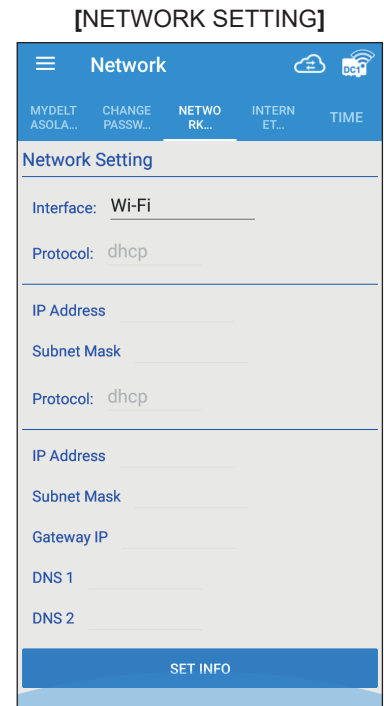 [NETWORK SETTING]
Network
DC1
MYDELT
ASOLA...
CHANGE
PASSW...
NETWO
RK...
INTERN
ET...
TIME
Network Setting
Interface: Wi-Fi
Protocol: dhcp
IP Address
Subnet Mask
Protocol: dhcp
IP Address
Subnet Mask
Gateway IP
DNS 1
DNS 2
SET INFO